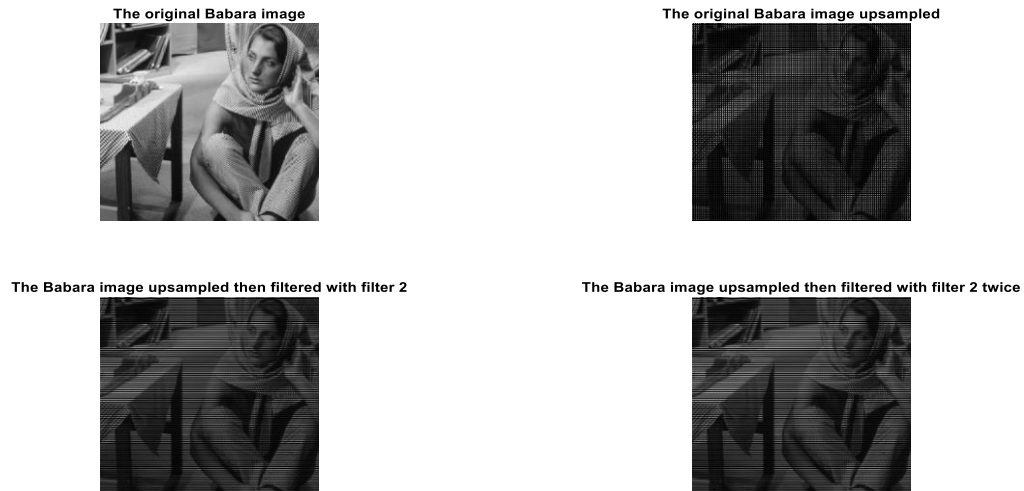 The original Babara image
The original Babara image upsampled
The Babara image upsampled then filtered with filter 2
The Babara image upsampled then filtered with filter 2 twice